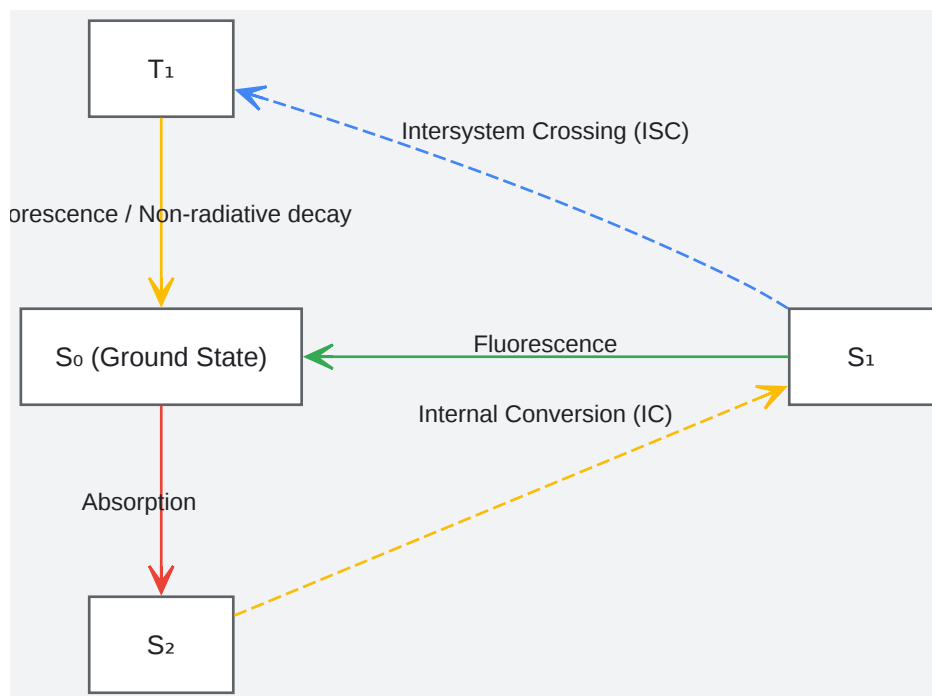 T₁
Intersystem Crossing (ISC)
orescence / Non-radiative decay
S₀ (Ground State)
Fluorescence
S₁
Internal Conversion (IC)
Absorption
S₂